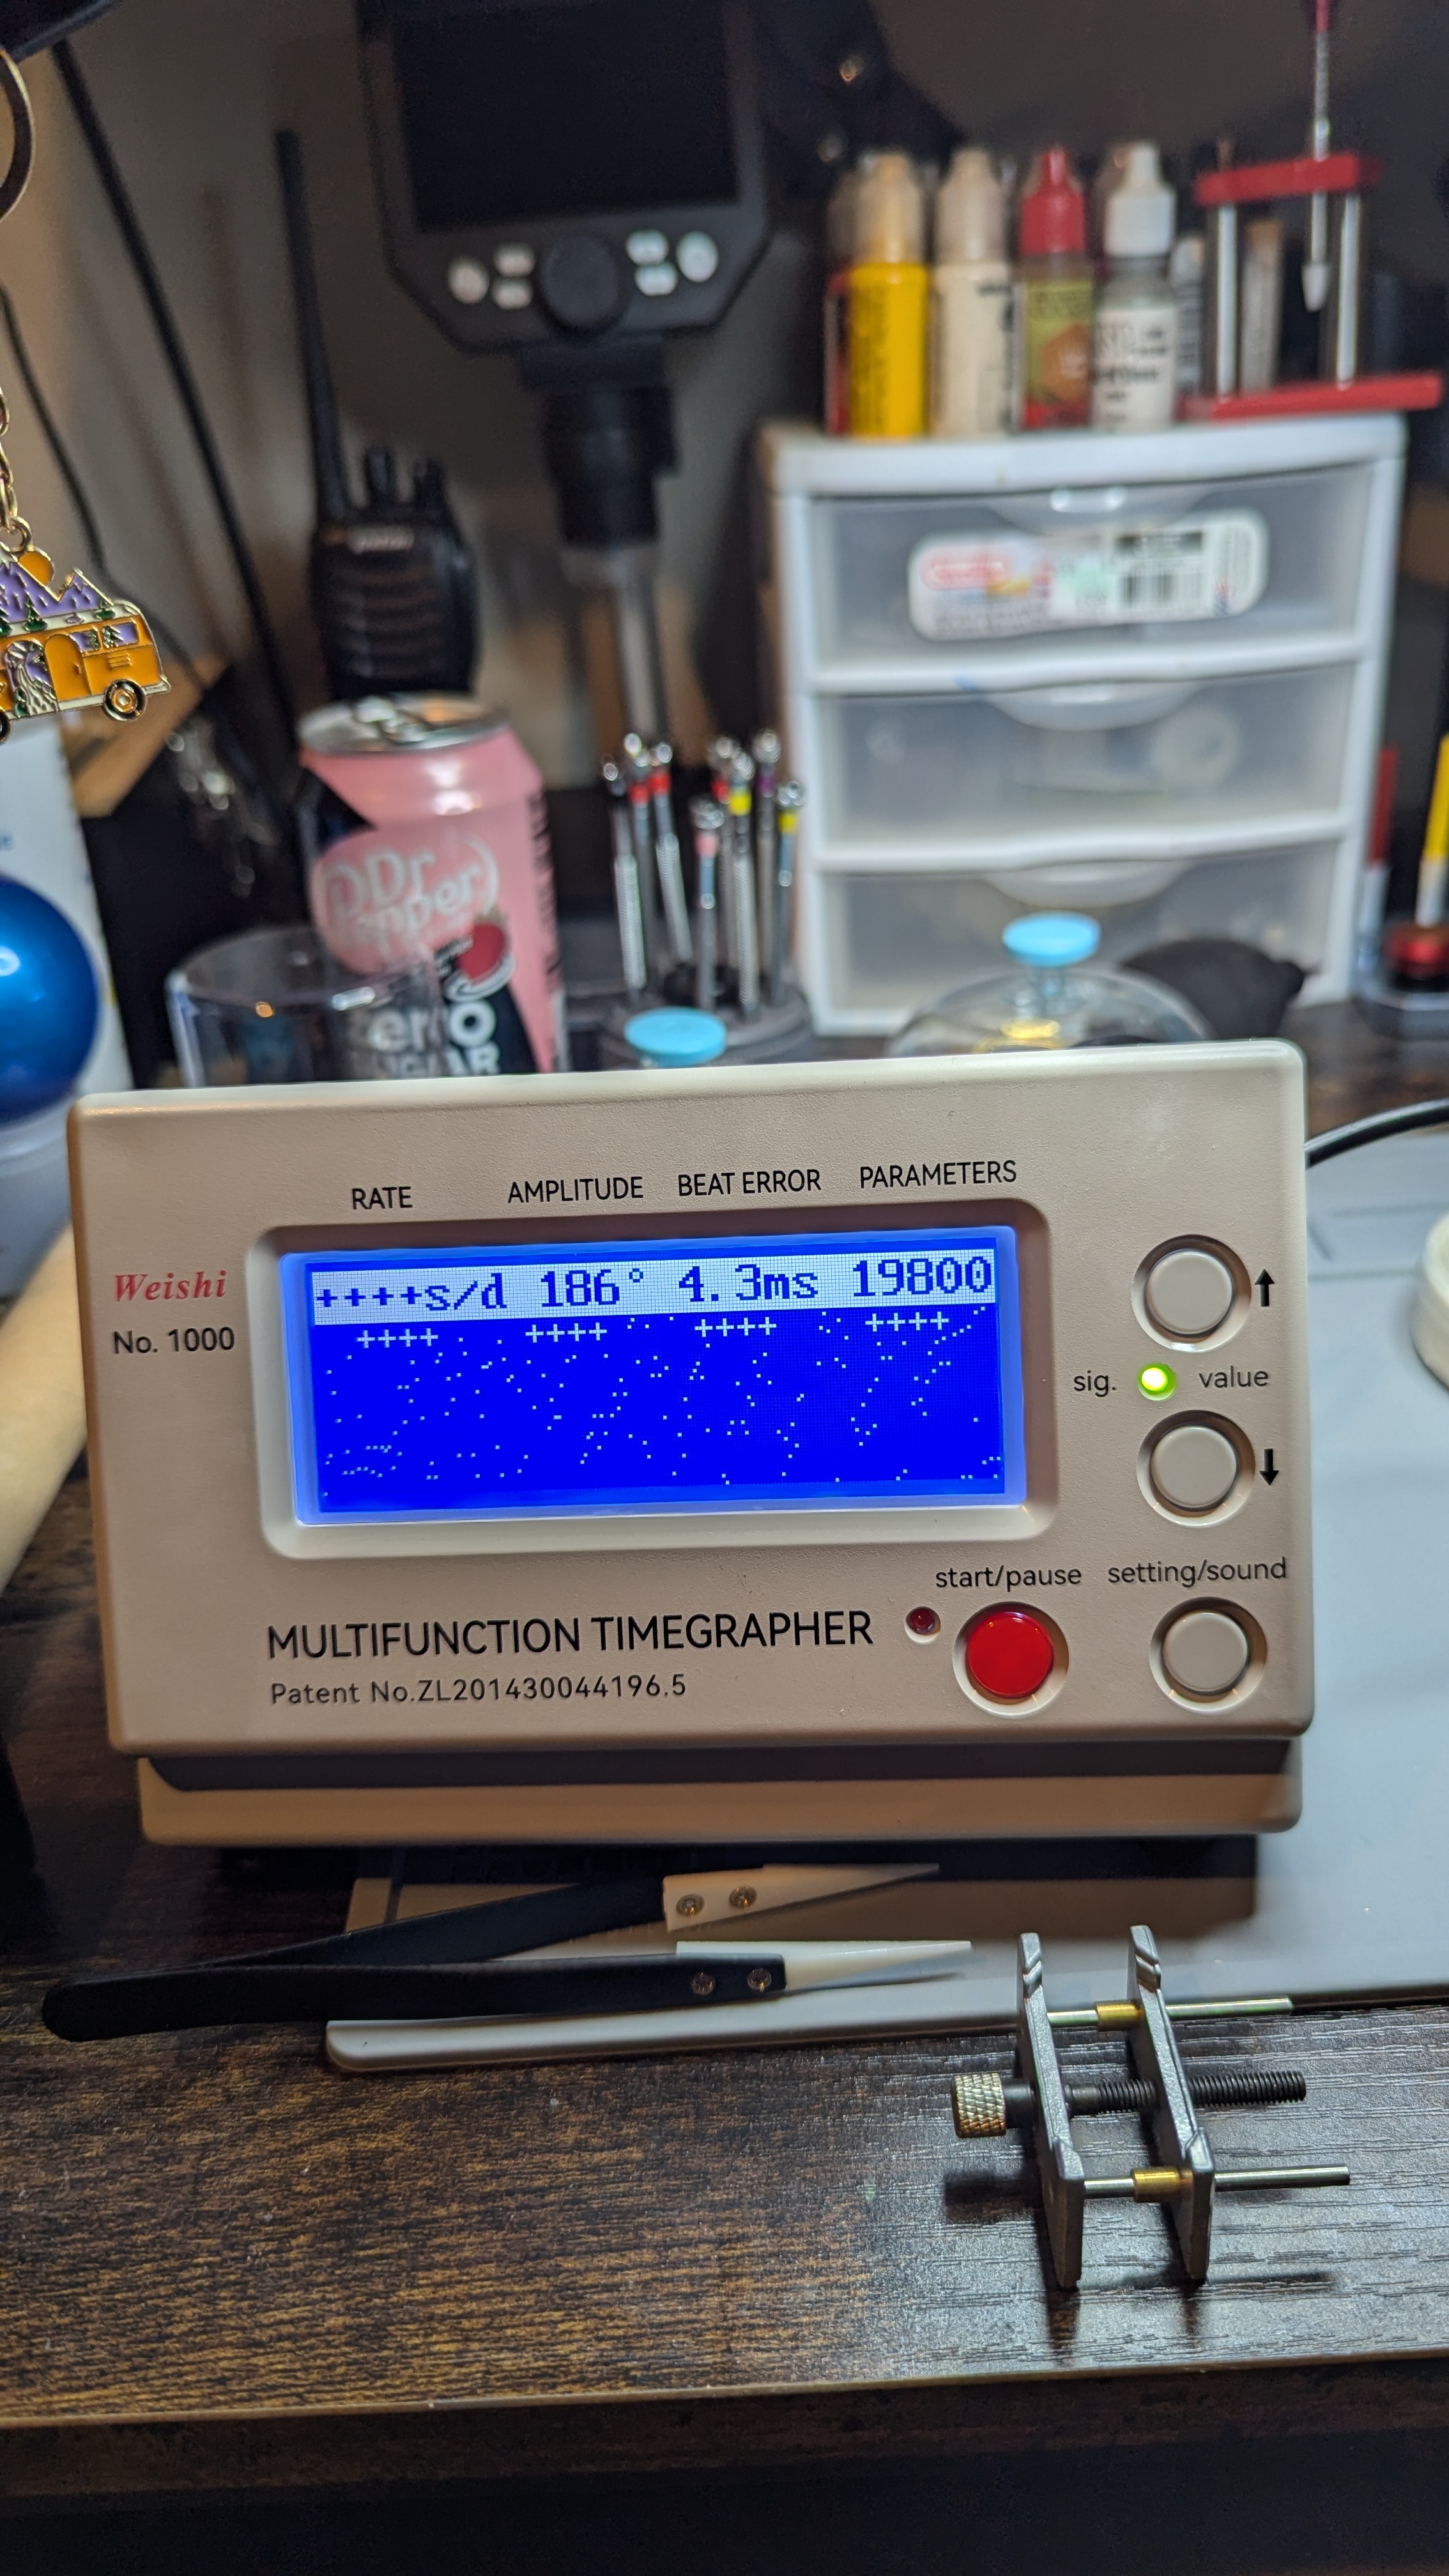 Dr
Pepper
ZERO
SUGAR
RATE AMPLITUDE BEAT ERROR PARAMETERS
Weishi
No. 1000
++++s/d 186° 4.3ms 19800
++++ ++++ ++++ ++++
sig. value
start/pause setting/sound
MULTIFUNCTION TIMEGRAPHER
Patent No.ZL201430044196.5